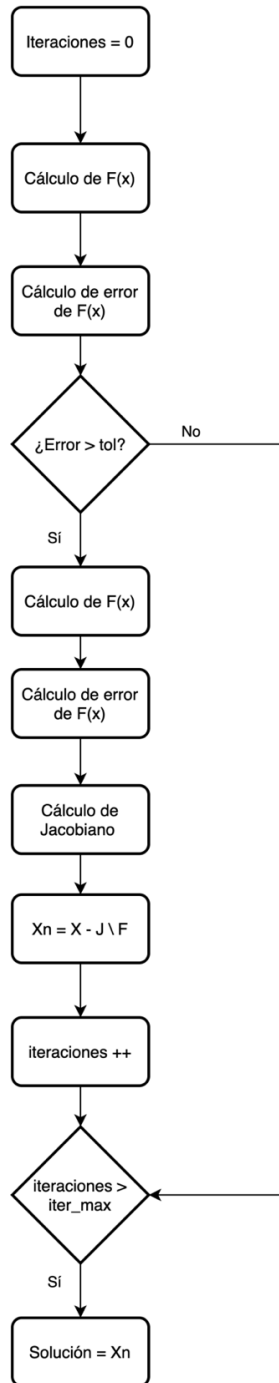 Iteraciones = 0
Cálculo de F(x)
Cálculo de error
de F(x)
¿Error > tol?
No
Sí
Cálculo de F(x)
Cálculo de error
de F(x)
Cálculo de
Jacobiano
Xn = X - J \ F
iteraciones ++
iteraciones >
iter_max
Sí
Solución = Xn